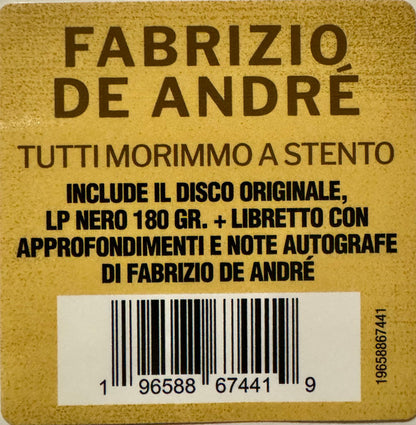 FABRIZIO
DE ANDRÉ
TUTTI MORIMMO A STENTO
INCLUDE IL DISCO ORIGINALE,
LP NERO 180 GR. + LIBRETTO CON
APPROFONDIMENTI E NOTE AUTOGRAFE
DI FABRIZIO DE ANDRÉ
1 96588 67441 9
19658867441